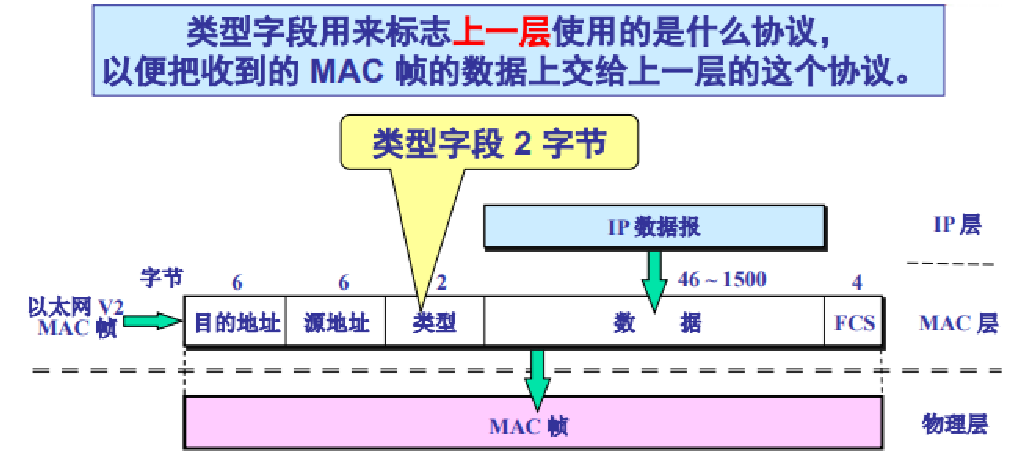 类型字段用来标志上一层使用的是什么协议，
以便把收到的 MAC 帧的数据上交给上一层的这个协议。
类型字段 2 字节
IP 数据报
IP 层
字节
6
6
2
46 ~ 1500
4
以太网 V2
MAC 帧
目的地址
源地址
类型
数 据
FCS
MAC 层
MAC 帧
物理层